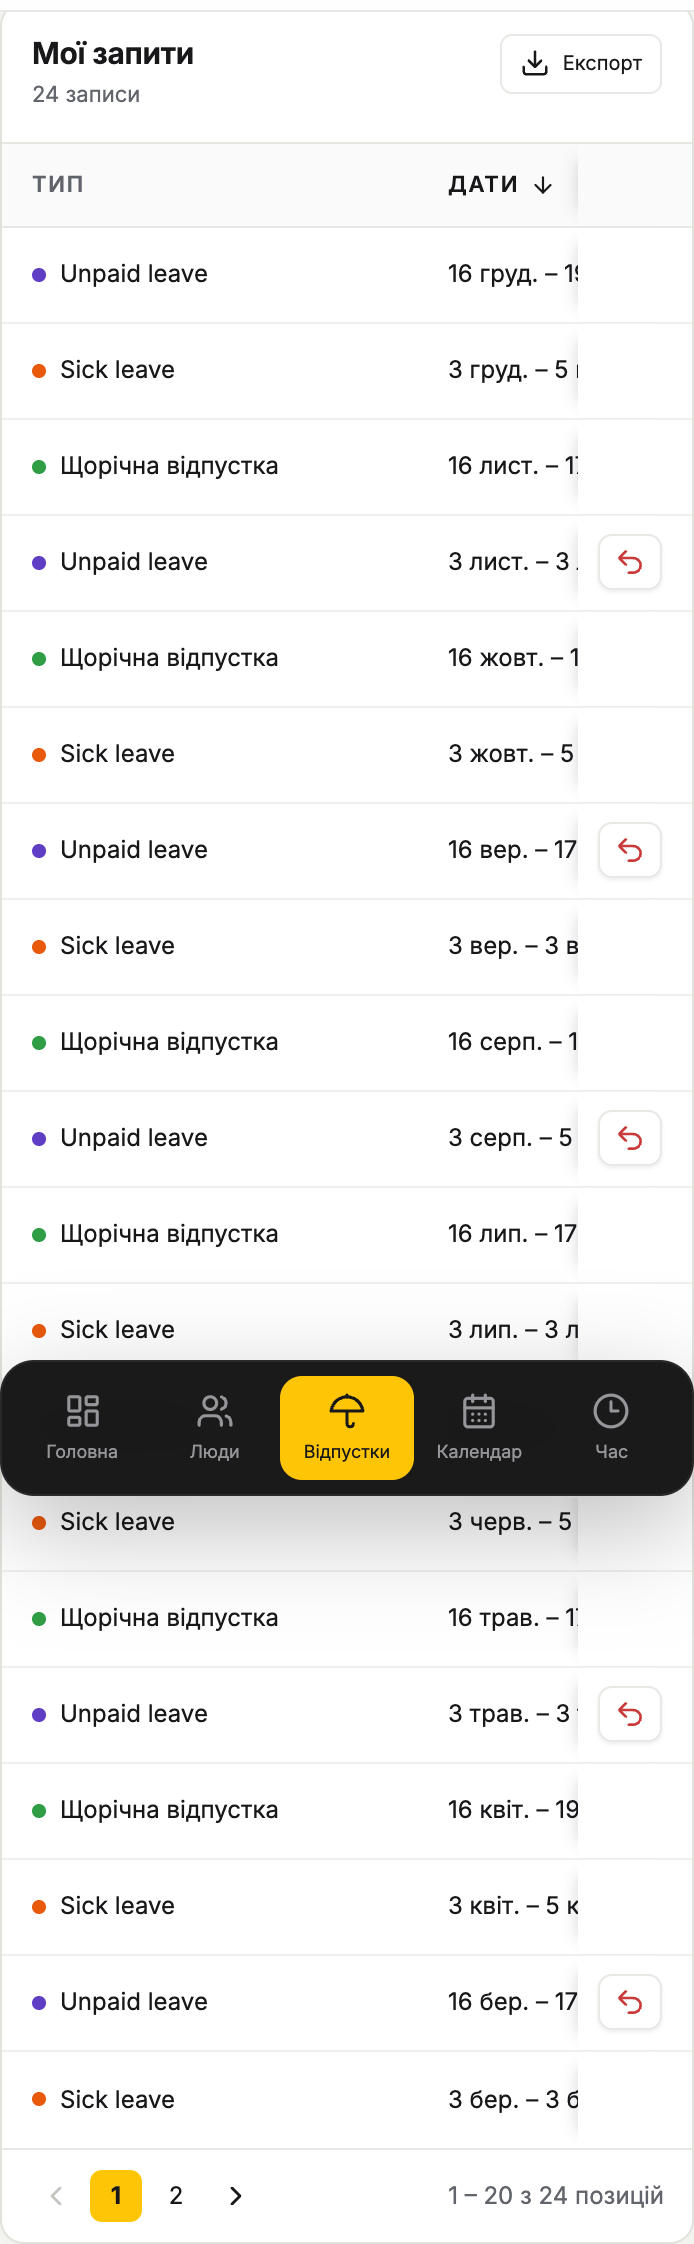 Мої запити
24 записи
Експорт
ТИП ДАТИ
Unpaid leave 16 груд. – 19
Sick leave 3 груд. – 5
Щорічна відпустка 16 лист. – 17
Unpaid leave 3 лист. – 3
Щорічна відпустка 16 жовт. – 1
Sick leave 3 жовт. – 5
Unpaid leave 16 вер. – 17
Sick leave 3 вер. – 3 в
Щорічна відпустка 16 серп. – 1
Unpaid leave 3 серп. – 5
Щорічна відпустка 16 лип. – 17
Sick leave 3 лип. – 3 л
Головна Люди Відпустки Календар Час
Sick leave 3 черв. – 5
Щорічна відпустка 16 трав. – 17
Unpaid leave 3 трав. – 3
Щорічна відпустка 16 квіт. – 19
Sick leave 3 квіт. – 5 к
Unpaid leave 16 бер. – 17
Sick leave 3 бер. – 3 б
1 2 1 – 20 з 24 позицій